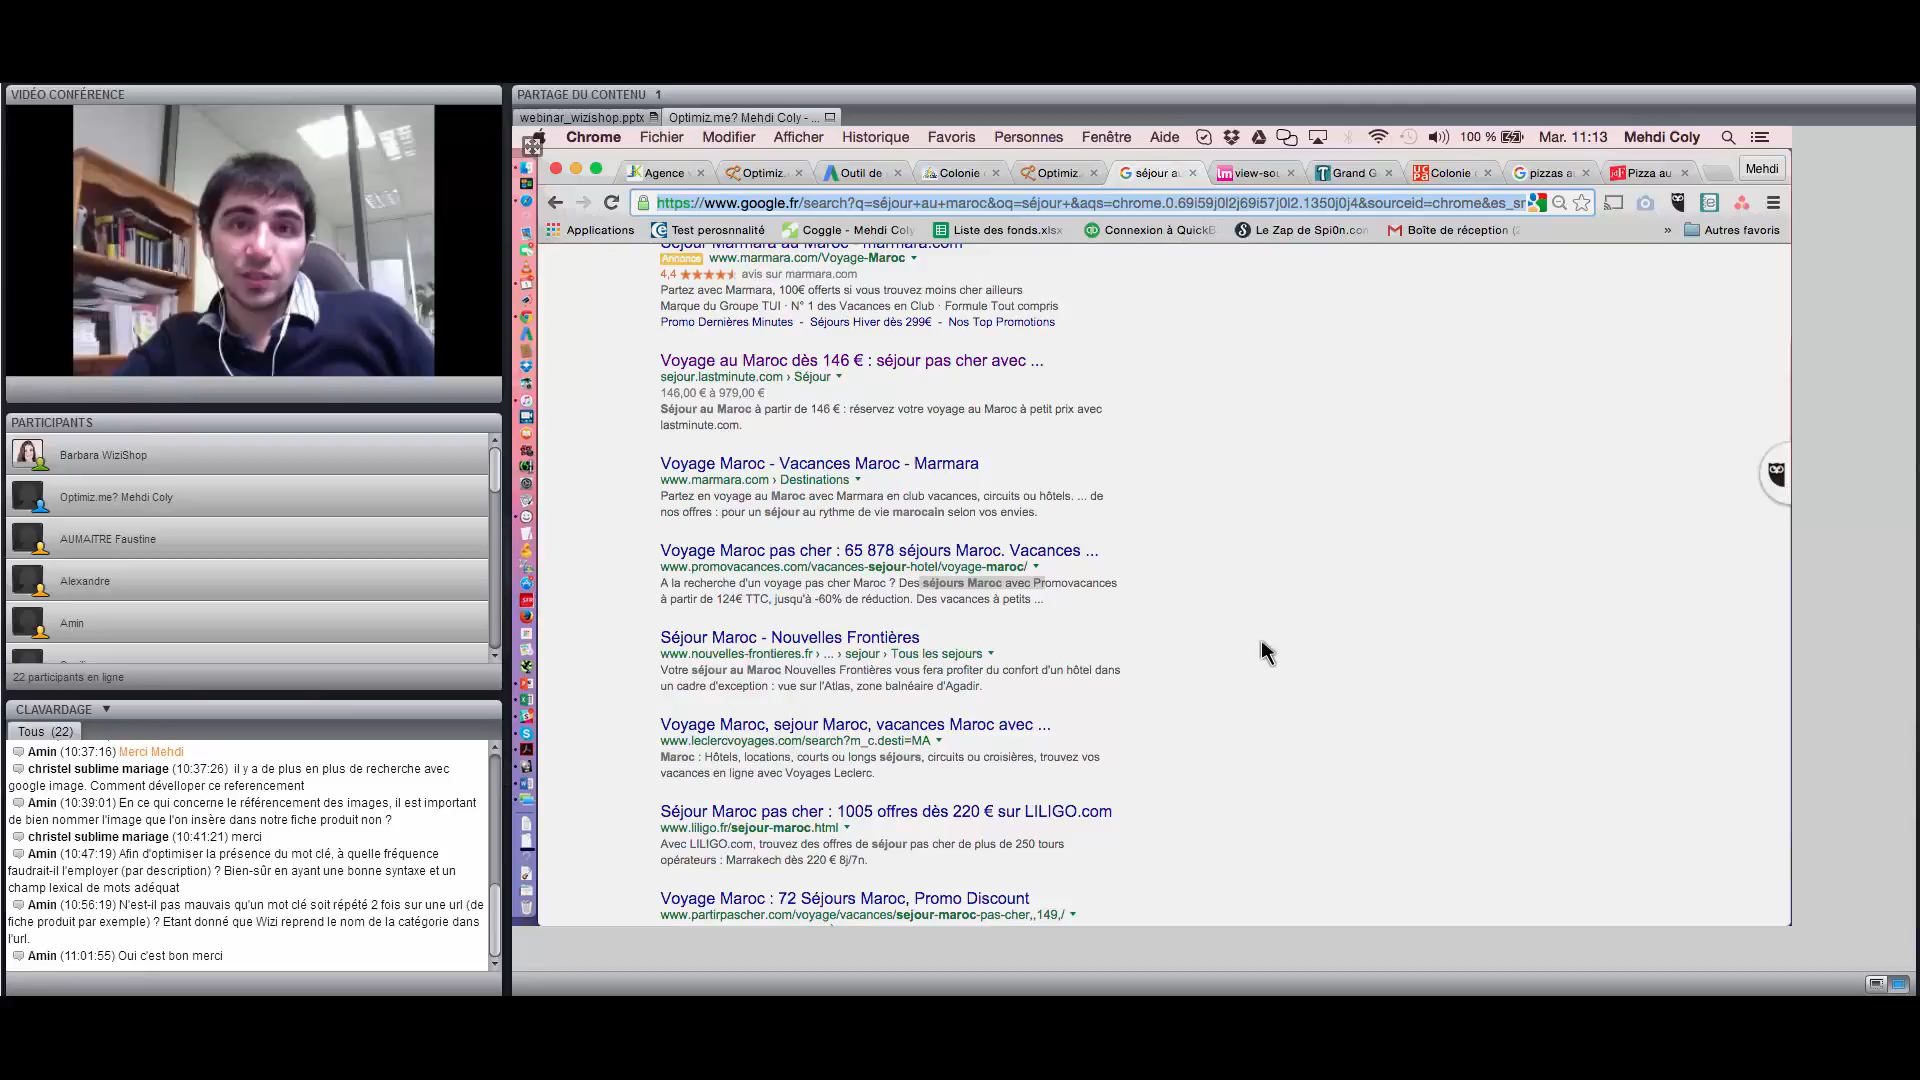 VIDÉO CONFÉRENCE
PARTICIPANTS
Barbara WiziShop
Optimiz.me? Mehdi Coly
AUMAITRE Faustine
Alexandre
Amin
22 participants en ligne
CLAVARDAGE
Tous (22)
Amin (10:37:16) Merci Mehdi
christel sublime mariage (10:37:26) il y a de plus en plus de recherche avec
google image. Comment dévelloper ce referencement
Amin (10:39:01) En ce qui concerne le référencement des images, il est important
de bien nommer l'image que l'on insère dans notre fiche produit non ?
christel sublime mariage (10:41:21) merci
Amin (10:47:19) Afin d'optimiser la présence du mot clé, à quelle fréquence
faudrait-il l'employer (par description) ? Bien-sûr en ayant une bonne syntaxe et un
champ lexical de mots adéquat
Amin (10:56:19) N'est-il pas mauvais qu'un mot clé soit répété 2 fois sur une url (de
fiche produit par exemple) ? Etant donné que Wizi reprend le nom de la catégorie dans
l'url.
Amin (11:01:55) Oui c'est bon merci
PARTAGE DU CONTENU 1
webinar_wizishop.pptx Optimiz.me? Mehdi Coly - ...
Chrome Fichier Modifier Afficher Historique Favoris Personnes Fenêtre Aide 100 % Mar. 11:13 Mehdi Coly
Agence Optimiz. Outil de Colonie Optimiz. séjour a view-so Grand G Colonie pizzas a Pizza au Mehdi
https://www.google.fr/search?q=séjour+au+maroc&oq=séjour+&aqs=chrome.0.69i59j0l2j69i57j0l2.1350j0j4&sourceid=chrome&es_sr
Applications Test perosnnalité Coggle - Mehdi Coly Liste des fonds.xlsx Connexion à QuickB Le Zap de Spi0n.com Boîte de réception » Autres favoris
Séjour Marmara au Maroc - marmara.com
Annonce www.marmara.com/Voyage-Maroc
4,4 avis sur marmara.com
Partez avec Marmara, 100€ offerts si vous trouvez moins cher ailleurs
Marque du Groupe TUI · N° 1 des Vacances en Club · Formule Tout compris
Promo Dernières Minutes - Séjours Hiver dès 299€ - Nos Top Promotions
Voyage au Maroc dès 146 € : séjour pas cher avec ...
sejour.lastminute.com › Séjour
146,00 € à 979,00 €
Séjour au Maroc à partir de 146 € : réservez votre voyage au Maroc à petit prix avec
lastminute.com.
Voyage Maroc - Vacances Maroc - Marmara
www.marmara.com › Destinations
Partez en voyage au Maroc avec Marmara en club vacances, circuits ou hôtels. ... de
nos offres : pour un séjour au rythme de vie marocain selon vos envies.
Voyage Maroc pas cher : 65 878 séjours Maroc. Vacances ...
www.promovacances.com/vacances-sejour-hotel/voyage-maroc/
A la recherche d'un voyage pas cher Maroc ? Des séjours Maroc avec Promovacances
à partir de 124€ TTC, jusqu'à -60% de réduction. Des vacances à petits ...
Séjour Maroc - Nouvelles Frontières
www.nouvelles-frontieres.fr › ... › sejour › Tous les sejours
Votre séjour au Maroc Nouvelles Frontières vous fera profiter du confort d'un hôtel dans
un cadre d'exception : vue sur l'Atlas, zone balnéaire d'Agadir.
Voyage Maroc, sejour Maroc, vacances Maroc avec ...
www.leclercvoyages.com/search?m_c.desti=MA
Maroc : Hôtels, locations, courts ou longs séjours, circuits ou croisières, trouvez vos
vacances en ligne avec Voyages Leclerc.
Séjour Maroc pas cher : 1005 offres dès 220 € sur LILIGO.com
www.liligo.fr/sejour-maroc.html
Avec LILIGO.com, trouvez des offres de séjour pas cher de plus de 250 tours
opérateurs : Marrakech dès 220 € 8j/7n.
Voyage Maroc : 72 Séjours Maroc, Promo Discount
www.partirpascher.com/voyage/vacances/sejour-maroc-pas-cher,,149,/